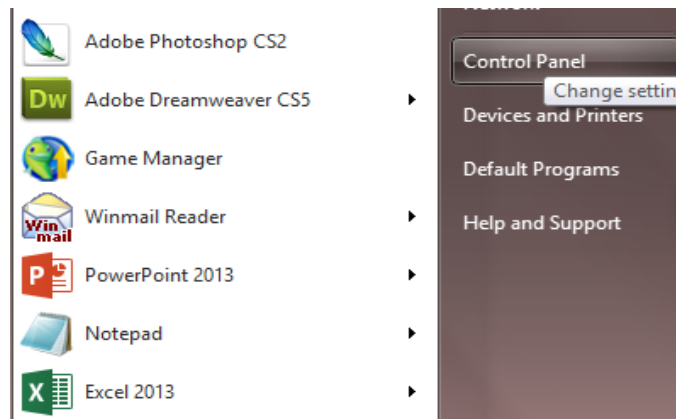 Adobe Photoshop CS2
Dw
Adobe Dreamweaver CS5
Game Manager
Win
mail
Winmail Reader
P
PowerPoint 2013
Notepad
X
Excel 2013
Network
Control Panel
Change settin
Devices and Printers
Default Programs
Help and Support